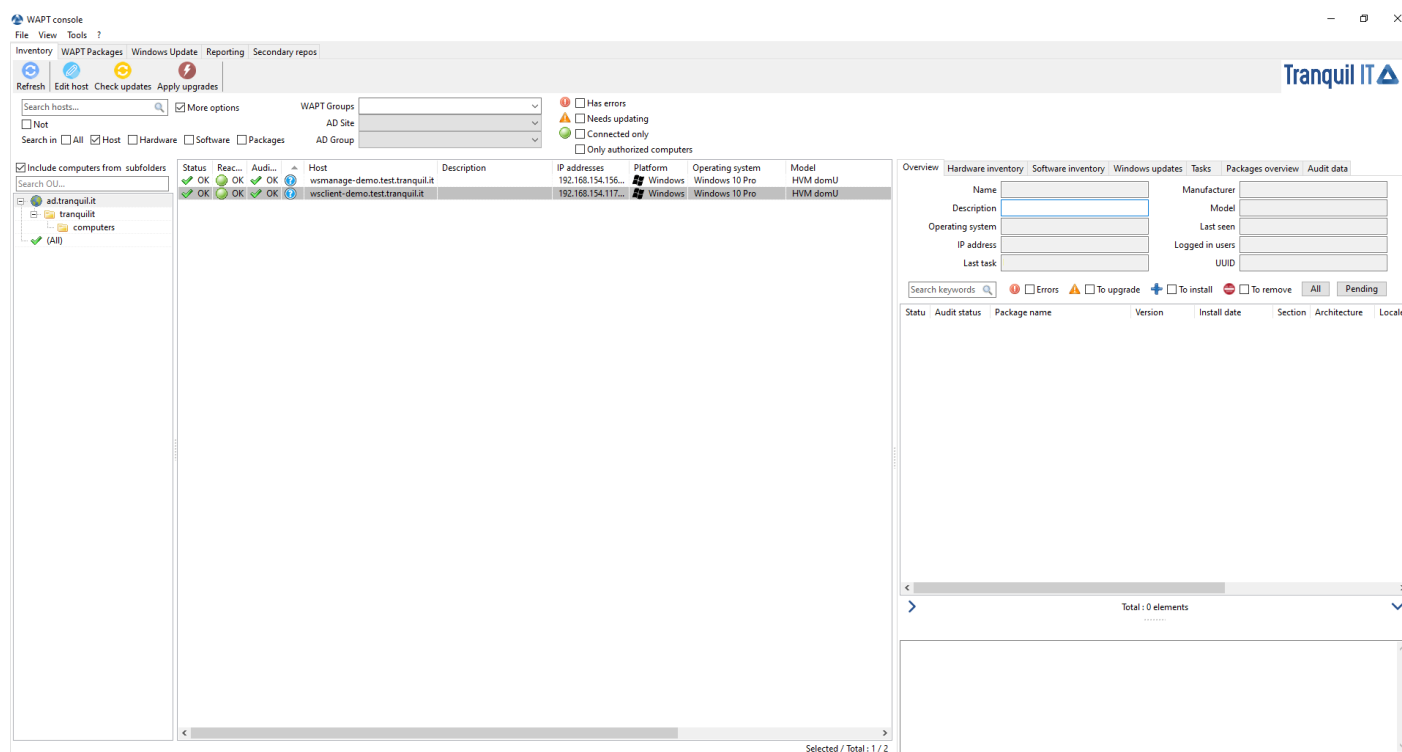 WAPT console
File View Tools ?
Inventory WAPT Packages Windows Update Reporting Secondary repos
Refresh Edit host Check updates Apply upgrades
Tranquil IT
Search hosts... More options WAPT Groups Has errors
Not AD Site Needs updating
Search in All Host Hardware Software Packages AD Group Connected only
Only authorized computers
Include computers from subfolders
Search OU...
ad.tranquil.it
tranquilit
computers
(All)
Status Reac... Audi... Host Description IP addresses Platform Operating system Model
OK OK OK wsmanage-demo.test.tranquil.it 192.168.154.156... Windows Windows 10 Pro HVM domU
OK OK OK wsclient-demo.test.tranquil.it 192.168.154.117... Windows Windows 10 Pro HVM domU
Selected / Total : 1 / 2
Overview Hardware inventory Software inventory Windows updates Tasks Packages overview Audit data
Name Manufacturer
Description Model
Operating system Last seen
IP address Logged in users
Last task UUID
Search keywords Errors To upgrade To install To remove All Pending
Statu Audit status Package name Version Install date Section Architecture Locale
Total : 0 elements